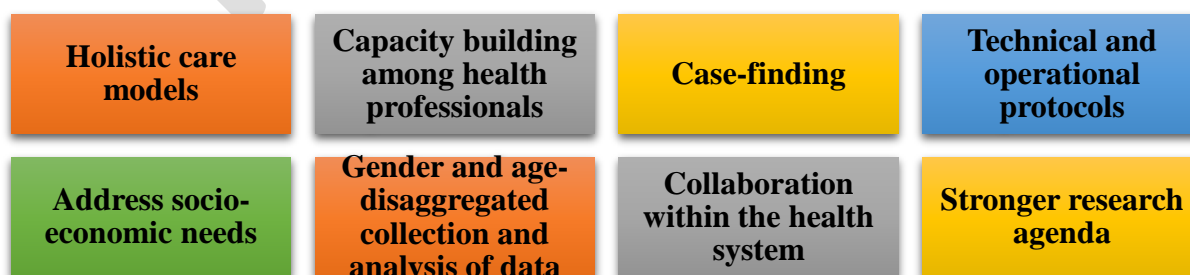 Holistic care
models
Capacity building
among health
professionals
Case-finding
Technical and
operational
protocols
Address socio-
economic needs
Gender and age-
disaggregated
collection and
analysis of data
Collaboration
within the health
system
Stronger research
agenda